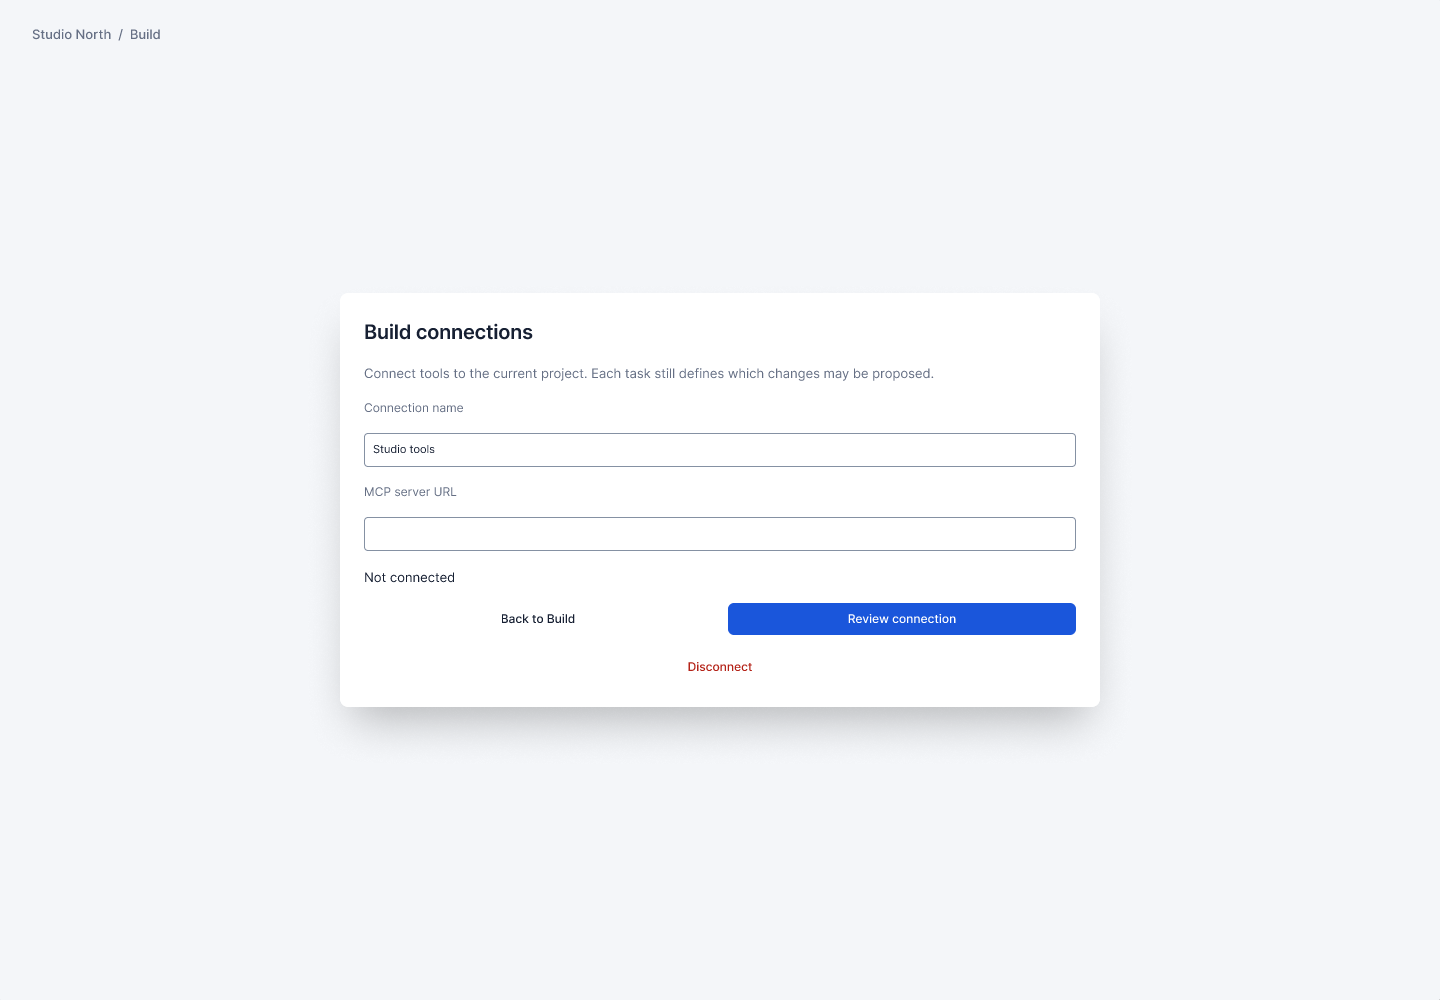 Studio North / Build
Build connections
Connect tools to the current project. Each task still defines which changes may be proposed.
Connection name
Studio tools
MCP server URL
Not connected
Back to Build
Review connection
Disconnect